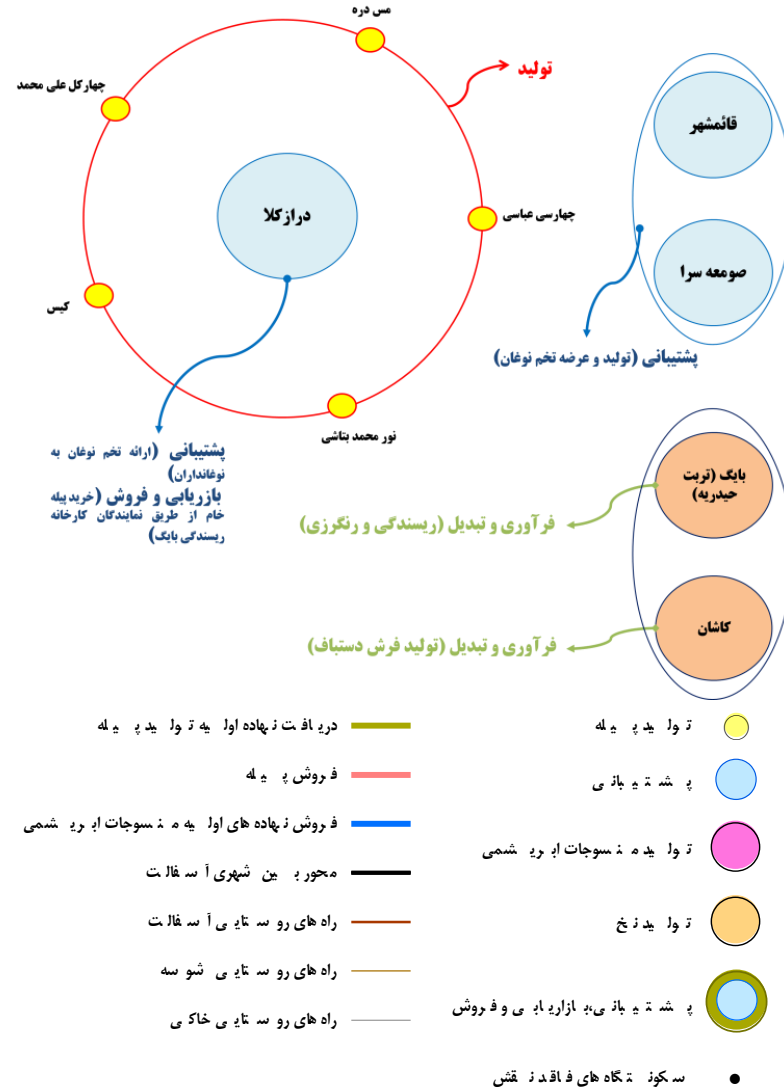 مس دره
تولید
چهارکل علی محمد
قائمشهر
درازکلا
چهارسی عباسی
صومعه سرا
کیس
پشتیبانی (تولید و عرضه تخم نوغان)
نور محمد بتاشی
پشتیبانی (ارائه تخم نوغان به
نوغانداران)
بازریابی و فروش (خرید پیله
خام از طریق نمایندگان کارخانه
ریسندگی بایگ)
بایگ (تربت
حیدریه)
فرآوری و تبدیل (ریسندگی و رنگرزی)
کاشان
فرآوری و تبدیل (تولید فرش دستباف)
تولید پیله
پشتیبانی
تولید منسوجات ابریشمی
تولید نخ
پشتیبانی،بازاریابی و فروش
سکونتگاه های فاقد نقش
دریافت نهاده اولیه تولید پیله
فروش پیله
فروش نهاده های اولیه منسوجات ابریشمی
محور بین شهری آسفالت
راه های روستایی آسفالت
راه های روستایی شوسه
راه های روستایی خاکی